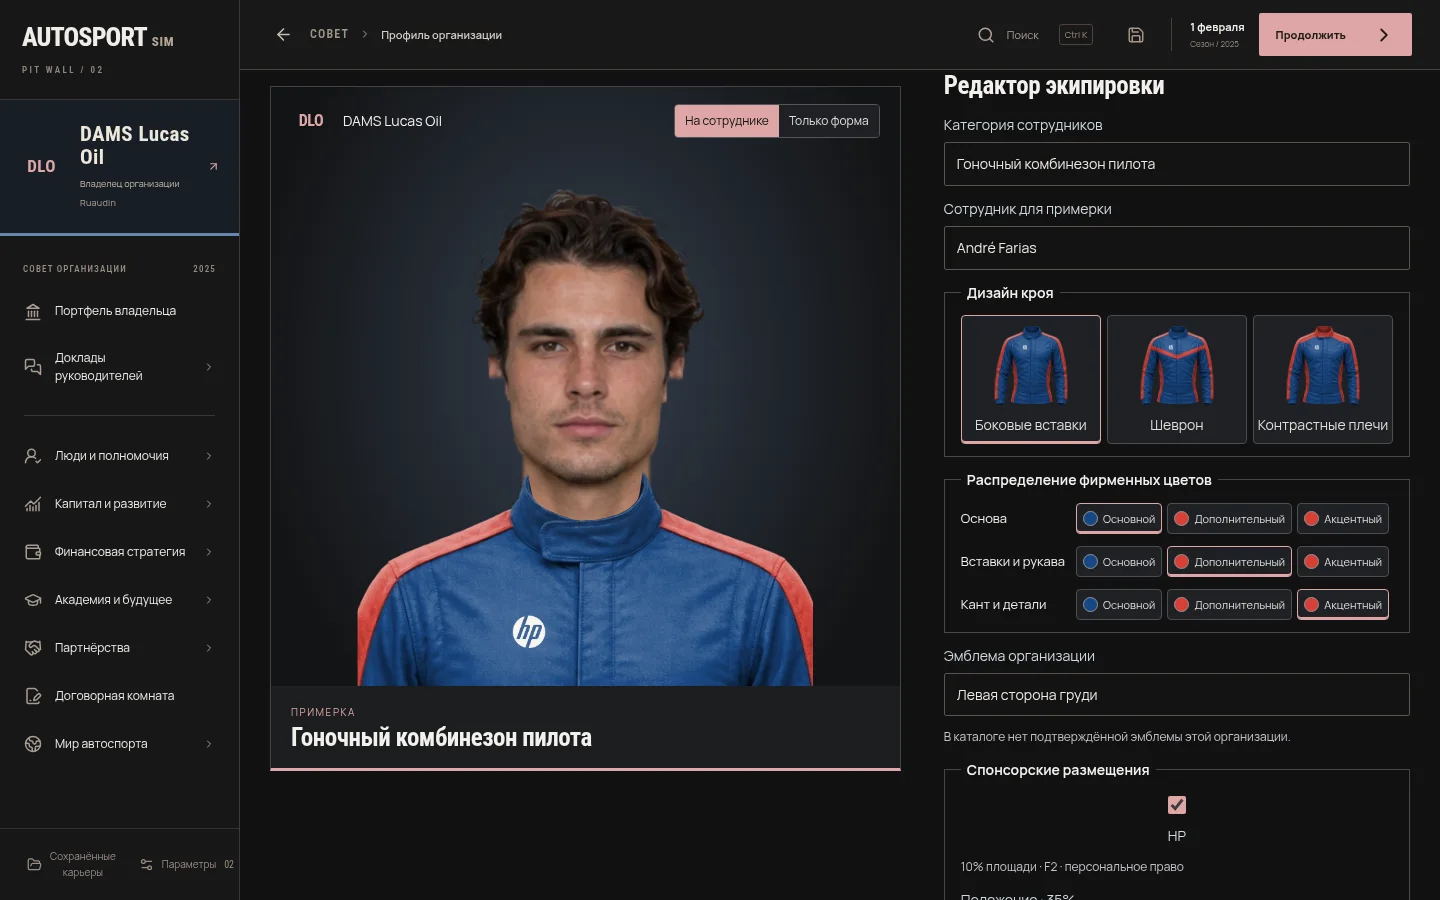 AUTOSPORT SIM
PIT WALL / 02
DLO
DAMS Lucas
Oil
Владелец организации
Ruaudin
СОВЕТ ОРГАНИЗАЦИИ 2025
Портфель владельца
Доклады
руководителей
Люди и полномочия
Капитал и развитие
Финансовая стратегия
Академия и будущее
Партнёрства
Договорная комната
Мир автоспорта
Сохранённые
карьеры
Параметры 02
СОВЕТ
Профиль организации
Поиск Ctrl K
1 февраля
Сезон / 2025
Продолжить
DLO DAMS Lucas Oil
На сотруднике Только форма
hp
ПРИМЕРКА
Гоночный комбинезон пилота
Редактор экипировки
Категория сотрудников
Гоночный комбинезон пилота
Сотрудник для примерки
André Farias
Дизайн кроя
Боковые вставки Шеврон Контрастные плечи
Распределение фирменных цветов
Основа Основной Дополнительный Акцентный
Вставки и рукава Основной Дополнительный Акцентный
Кант и детали Основной Дополнительный Акцентный
Эмблема организации
Левая сторона груди
В каталоге нет подтверждённой эмблемы этой организации.
Спонсорские размещения
HP
10% площади · F2 · персональное право
Положение · 35%